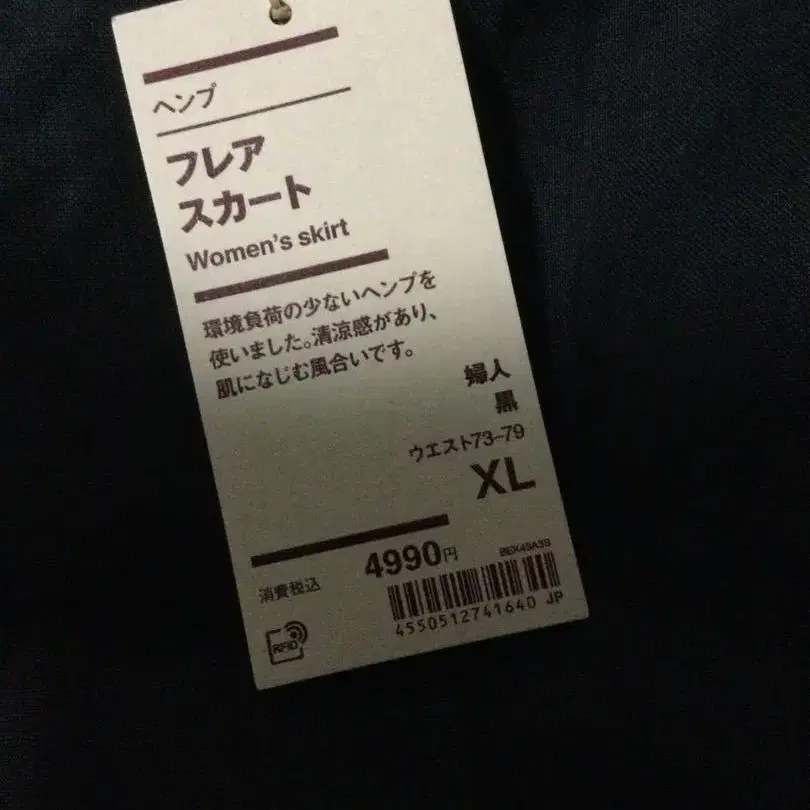 ヘンプ
フレア
スカート
Women's skirt
環境負荷の少ないヘンプを
使いました。清涼感があり、
肌になじむ風合いです。
婦人
黒
ウエスト73-79
XL
4990円
消費税込
4550512741640 JP
RFID